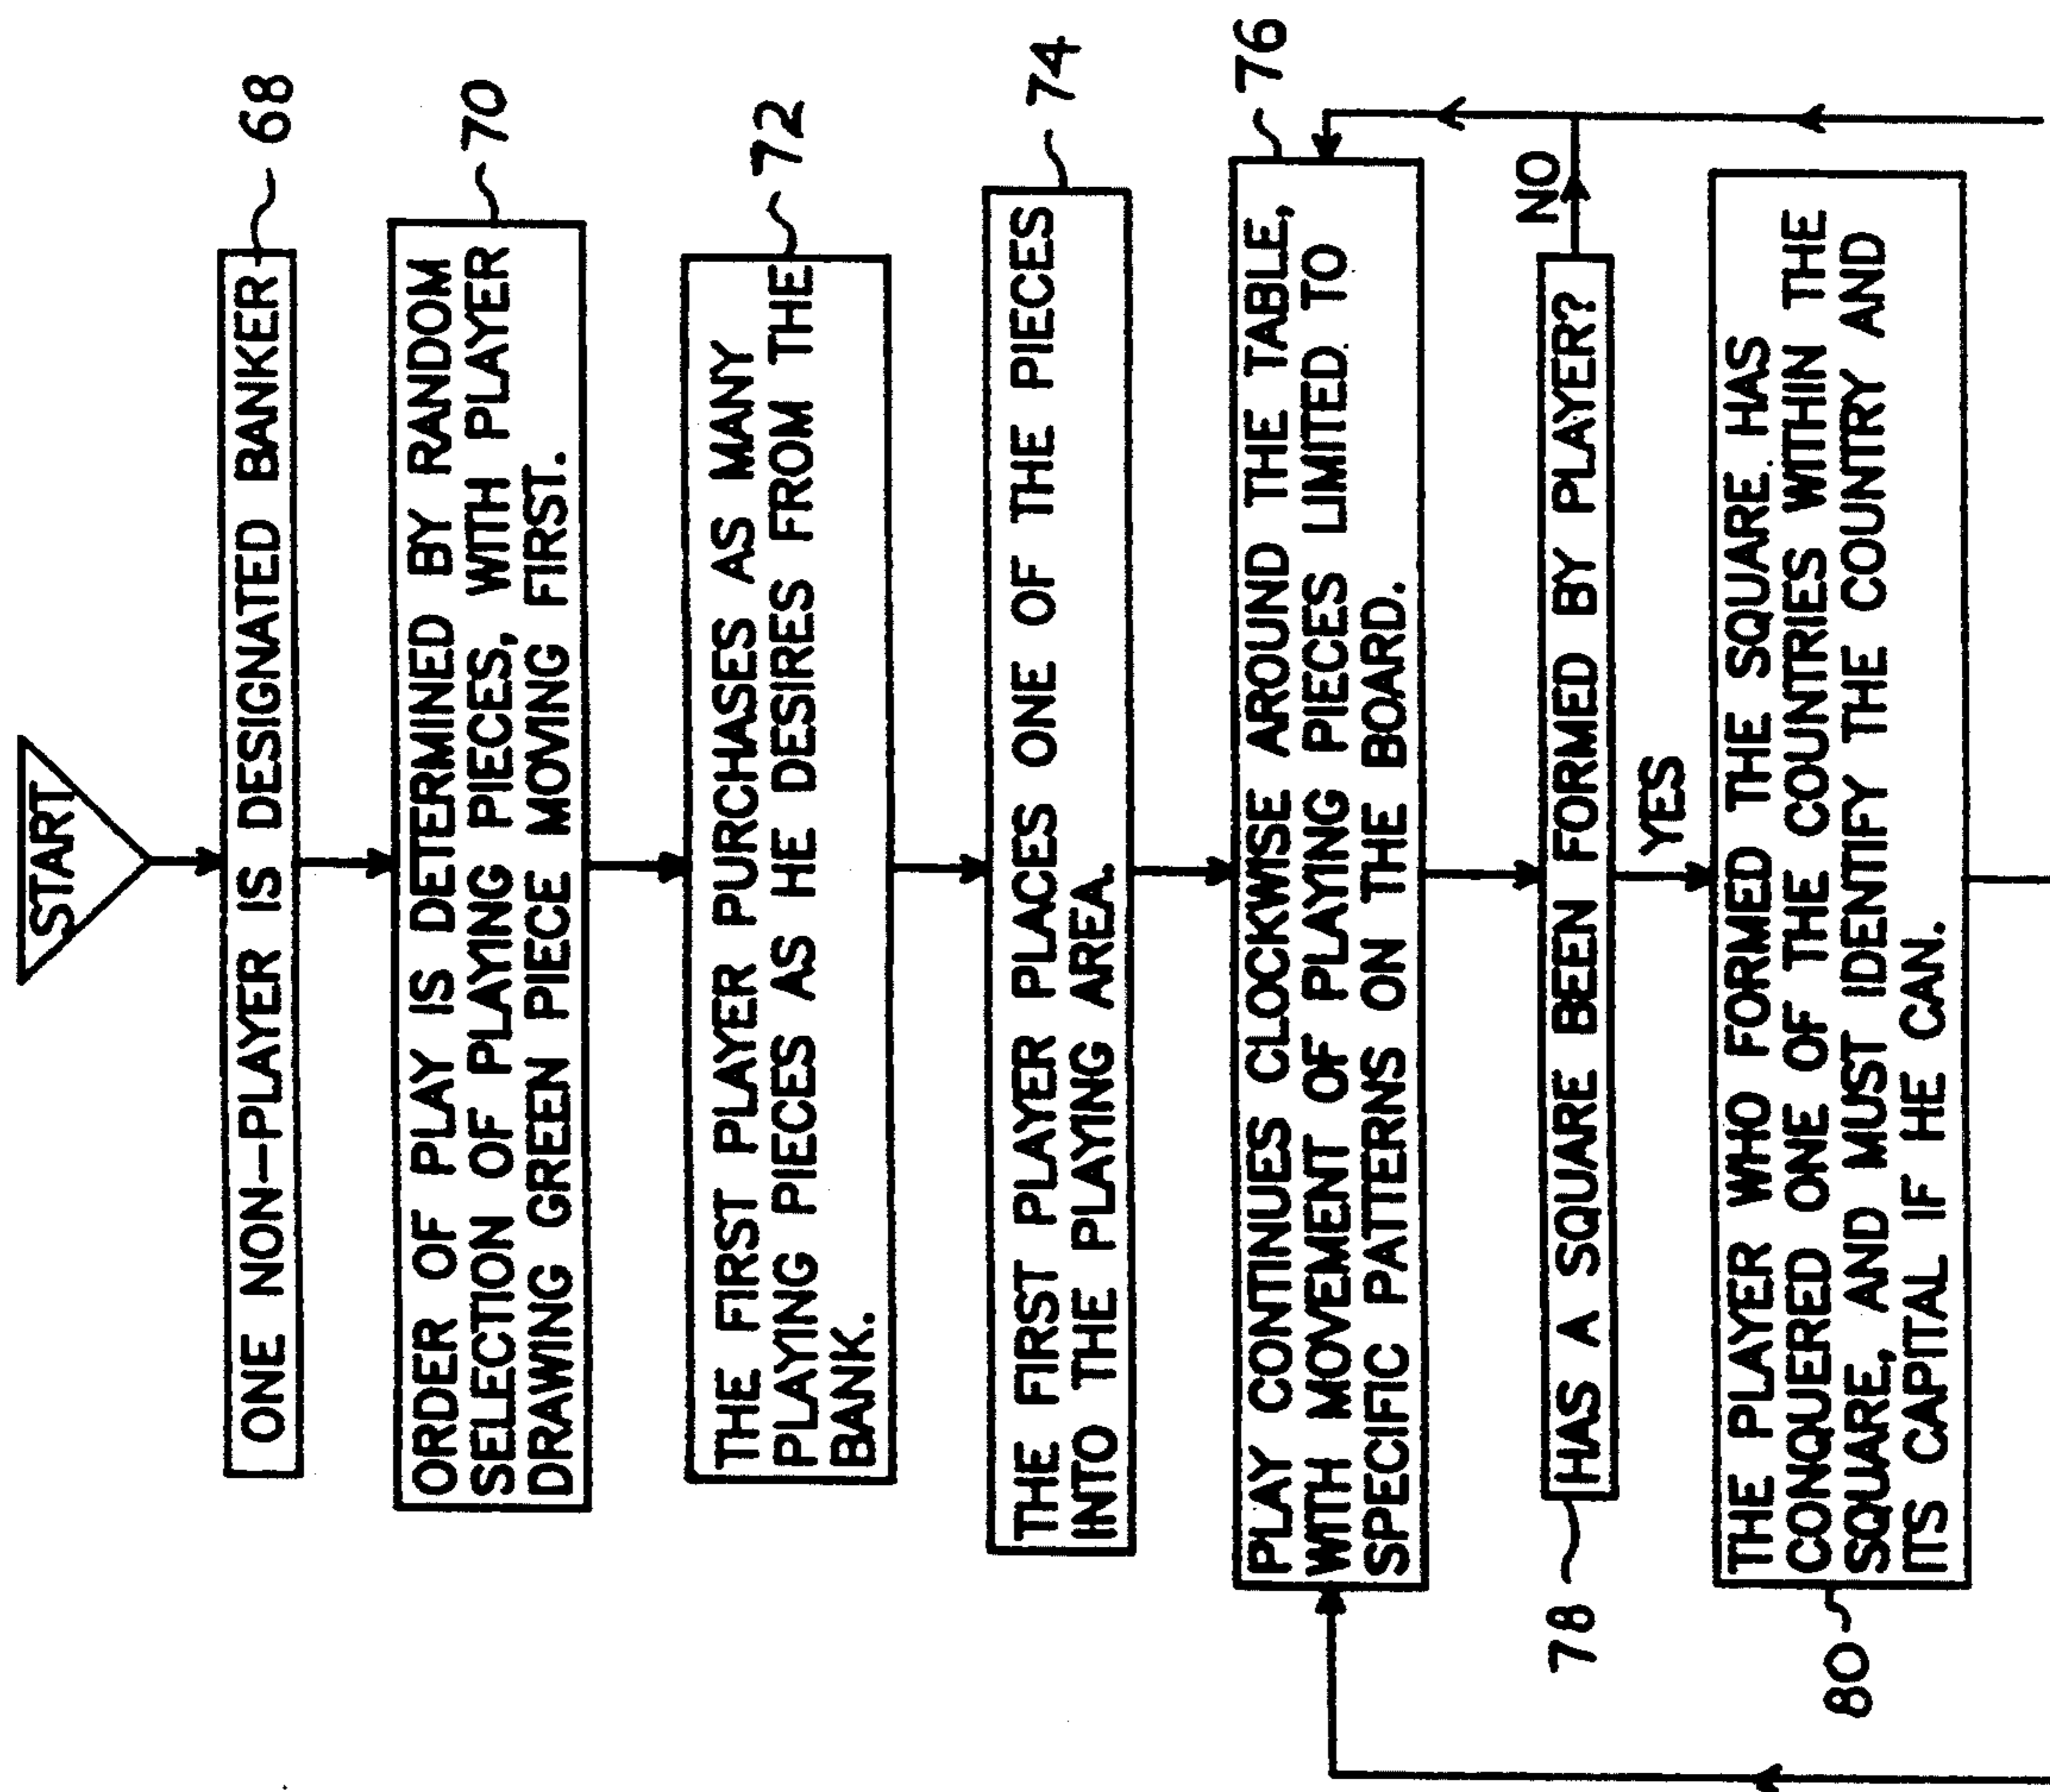 START
ONE NON-PLAYER IS DESIGNATED BANKER
68
ORDER OF PLAY IS DETERMINED BY RANDOM
SELECTION OF PLAYING PIECES, WITH PLAYER
DRAWING GREEN PIECE MOVING FIRST.
70
THE FIRST PLAYER PURCHASES AS MANY
PLAYING PIECES AS HE DESIRES FROM THE
BANK.
72
THE FIRST PLAYER PLACES ONE OF THE PIECES
INTO THE PLAYING AREA.
74
PLAY CONTINUES CLOCKWISE AROUND THE TABLE,
WITH MOVEMENT OF PLAYING PIECES LIMITED TO
SPECIFIC PATTERNS ON THE BOARD.
76
78
HAS A SQUARE BEEN FORMED BY PLAYER?
NO
YES
80
THE PLAYER WHO FORMED THE SQUARE HAS
CONQUERED ONE OF THE COUNTRIES WITHIN THE
SQUARE, AND MUST IDENTIFY THE COUNTRY AND
ITS CAPITAL IF HE CAN.